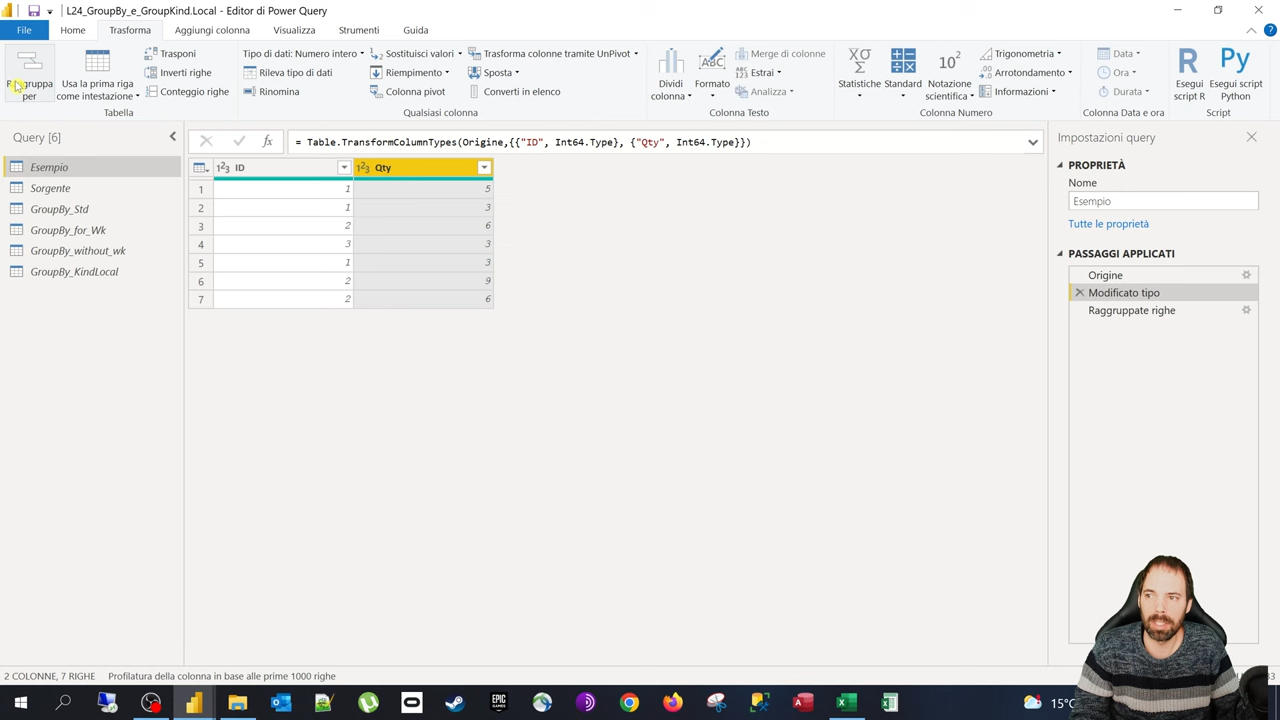 L24_GroupBy_e_GroupKind.Local - Editor di Power Query
File
Home
Trasforma
Aggiungi colonna
Visualizza
Strumenti
Guida
per
Usa la prima riga
come intestazione
Trasponi
Inverti righe
Conteggio righe
Tabella
Tipo di dati: Numero intero
Rileva tipo di dati
Rinomina
Sostituisci valori
Riempimento
Colonna pivot
Trasforma colonne tramite UnPivot
Sposta
Converti in elenco
Qualsiasi colonna
Dividi
colonna
Formato
Merge di colonne
Estrai
Analizza
Colonna Testo
Statistiche
Standard
Notazione
scientifica
Trigonometria
Arrotondamento
Informazioni
Colonna Numero
Data
Ora
Durata
Colonna Data e ora
Esegui
script R
Esegui script
Python
Script
Query [6]
Esempio
Sorgente
GroupBy_Std
GroupBy_for_Wk
GroupBy_without_wk
GroupBy_KindLocal
= Table.TransformColumnTypes(Origine,{{"ID", Int64.Type}, {"Qty", Int64.Type}})
ID Qty
1 1 5
2 1 3
3 2 6
4 3 3
5 1 3
6 2 9
7 2 6
Impostazioni query
PROPRIETÀ
Nome
Esempio
Tutte le proprietà
PASSAGGI APPLICATI
Origine
Modificato tipo
Raggruppate righe
2 COLONNE, 7 RIGHE
Profilatura della colonna in base alle prime 1000 righe
15°C